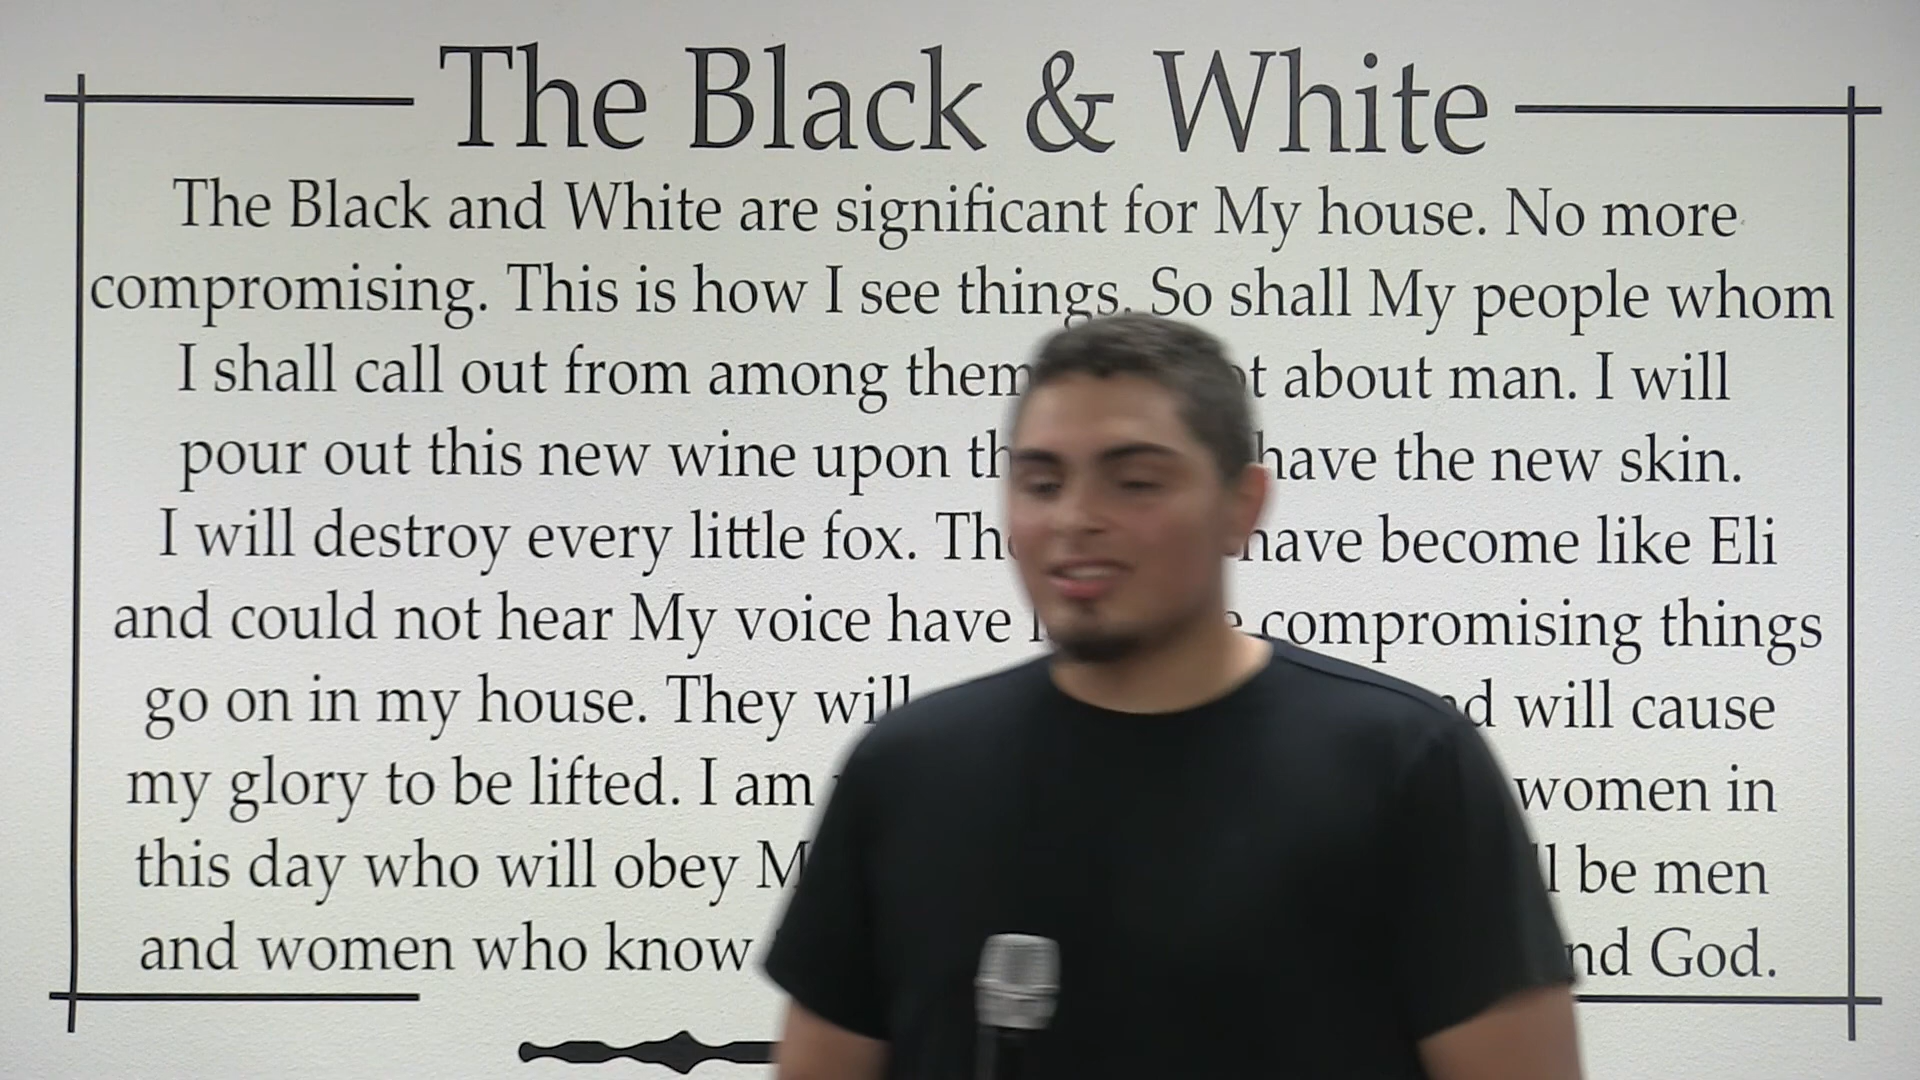 The Black & White
The Black and White are significant for My house. No more
compromising. This is how I see things. So shall My people whom
I shall call out from among them about man. I will
pour out this new wine upon have the new skin.
I will destroy every little fox. have become like Eli
and could not hear My voice have compromising things
go on in my house. They will will cause
my glory to be lifted. I am women in
this day who will obey be men
and women who know God.